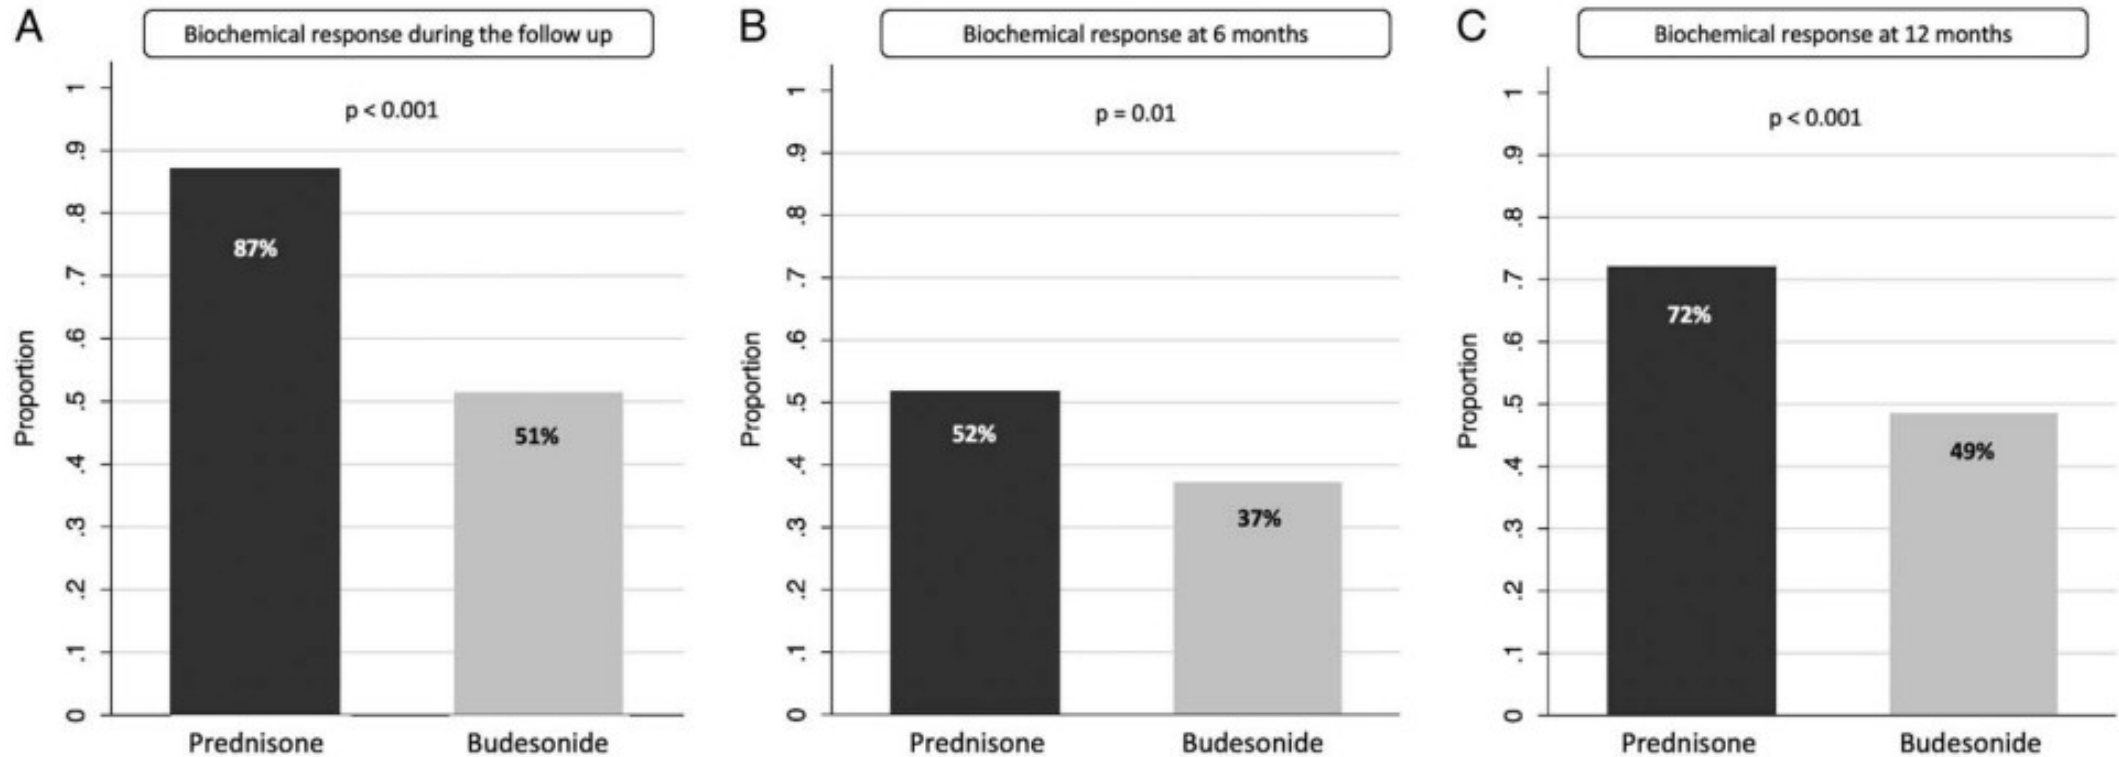 A
Biochemical response during the follow up
p < 0.001
1
.9
.8
.7
.6
.5
.4
.3
.2
.1
0
Proportion
87%
51%
Prednisone
Budesonide
B
Biochemical response at 6 months
p = 0.01
1
.9
.8
.7
.6
.5
.4
.3
.2
.1
0
Proportion
52%
37%
Prednisone
Budesonide
C
Biochemical response at 12 months
p < 0.001
1
.9
.8
.7
.6
.5
.4
.3
.2
.1
0
Proportion
72%
49%
Prednisone
Budesonide